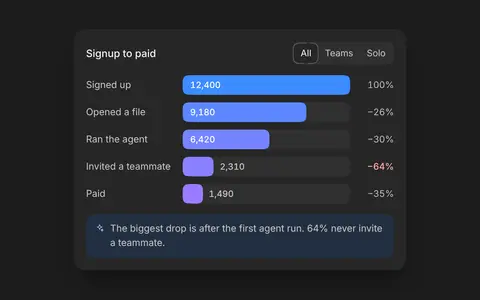 Signup to paid
All Teams Solo
Signed up 12,400 100%
Opened a file 9,180 −26%
Ran the agent 6,420 −30%
Invited a teammate 2,310 −64%
Paid 1,490 −35%
The biggest drop is after the first agent run. 64% never invite
a teammate.